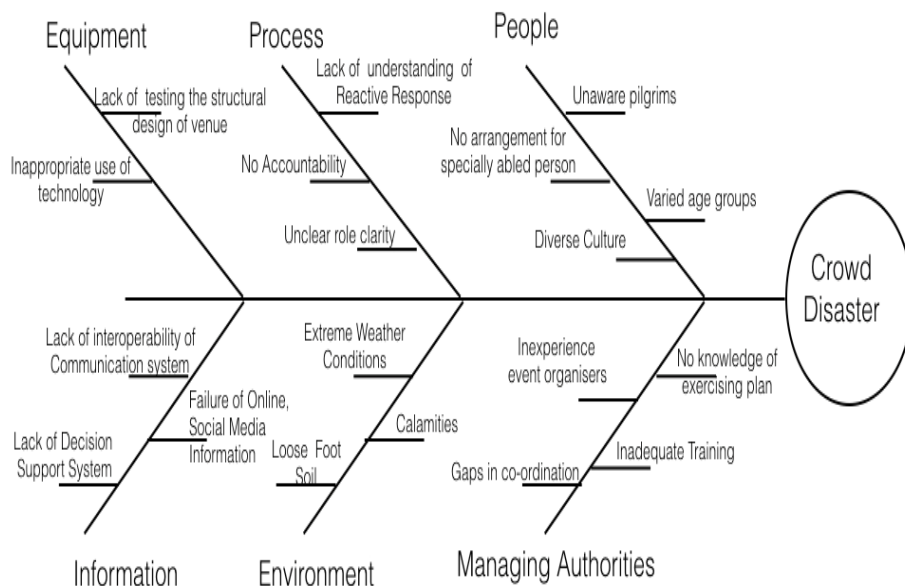 Equipment
Lack of testing the structural
design of venue
Inappropriate use of
technology
Process
Lack of understanding of
Reactive Response
No Accountability
Unclear role clarity
People
Unaware pilgrims
No arrangement for
specially abled person
Varied age groups
Diverse Culture
Crowd
Disaster
Lack of interoperability of
Communication system
Failure of Online,
Social Media
Information
Lack of Decision
Support System
Information
Extreme Weather
Conditions
Calamities
Loose Foot
Soil
Environment
Inexperience
event organisers
No knowledge of
exercising plan
Inadequate Training
Gaps in co-ordination
Managing Authorities